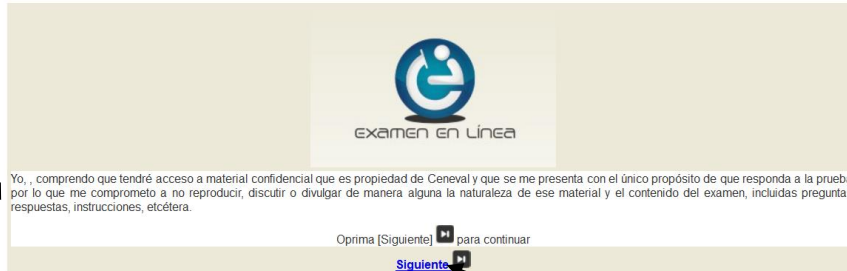 examen en línea
Yo, , comprendo que tendré acceso a material confidencial que es propiedad de Ceneval y que se me presenta con el único propósito de que responda a la prueba
por lo que me comprometo a no reproducir, discutir o divulgar de manera alguna la naturaleza de ese material y el contenido del examen, incluidas pregunta
respuestas, instrucciones, etcétera.
Oprima [Siguiente] para continuar
Siguiente